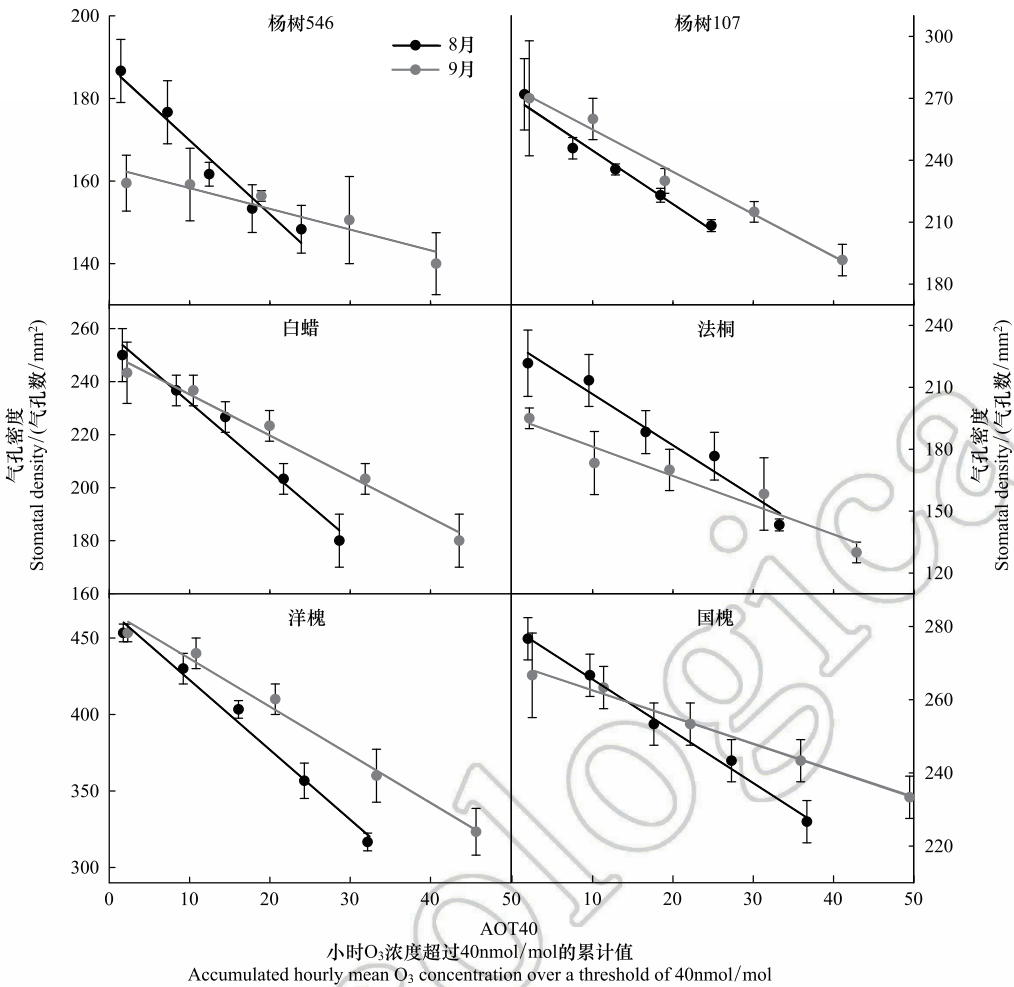 杨树546
杨树107
8月
9月
200
180
160
140
300
270
240
210
180
白蜡
法桐
260
240
220
200
180
160
240
210
180
150
120
气孔密度
Stomatal density/(气孔数/mm²)
气孔密度
Stomatal density/(气孔数/mm²)
洋槐
国槐
450
400
350
300
280
260
240
220
0 10 20 30 40 50 10 20 30 40 50
AOT40
小时O₃浓度超过40nmol/mol的累计值
Accumulated hourly mean O₃ concentration over a threshold of 40nmol/mol
ologica